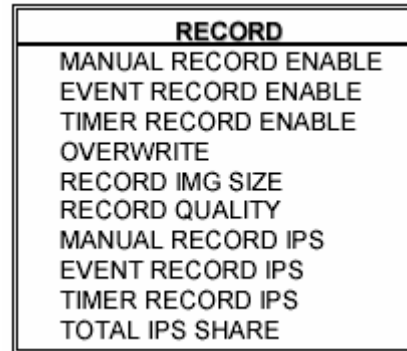 RECORD
MANUAL RECORD ENABLE
EVENT RECORD ENABLE
TIMER RECORD ENABLE
OVERWRITE
RECORD IMG SIZE
RECORD QUALITY
MANUAL RECORD IPS
EVENT RECORD IPS
TIMER RECORD IPS
TOTAL IPS SHARE